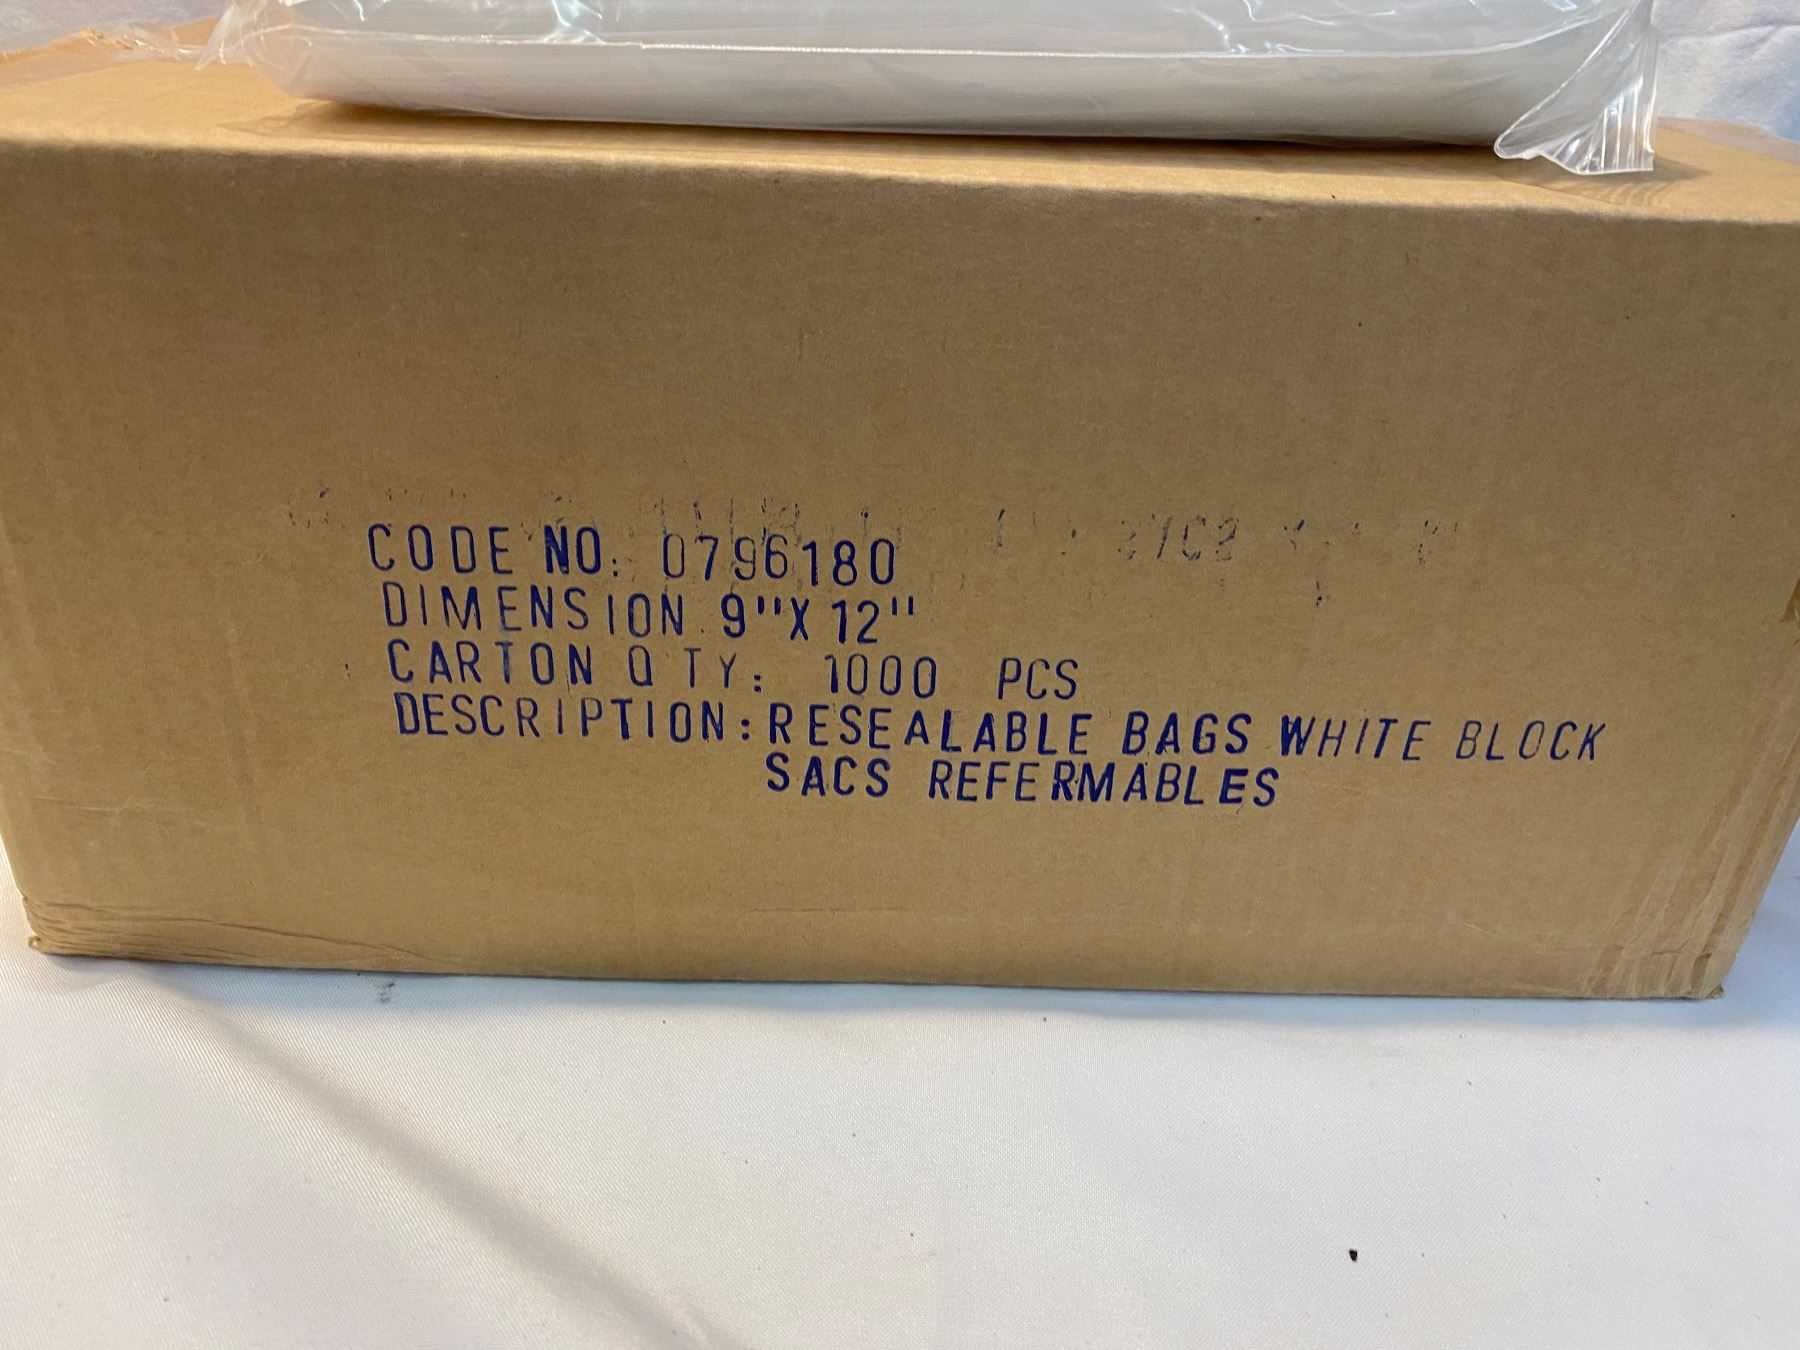 CODE NO: 0796180
DIMENSION 9"X 12"
CARTON Q TY: 1000 PCS
DESCRIPTION: RESEALABLE BAGS WHITE BLOCK
SACS REFERMABLES